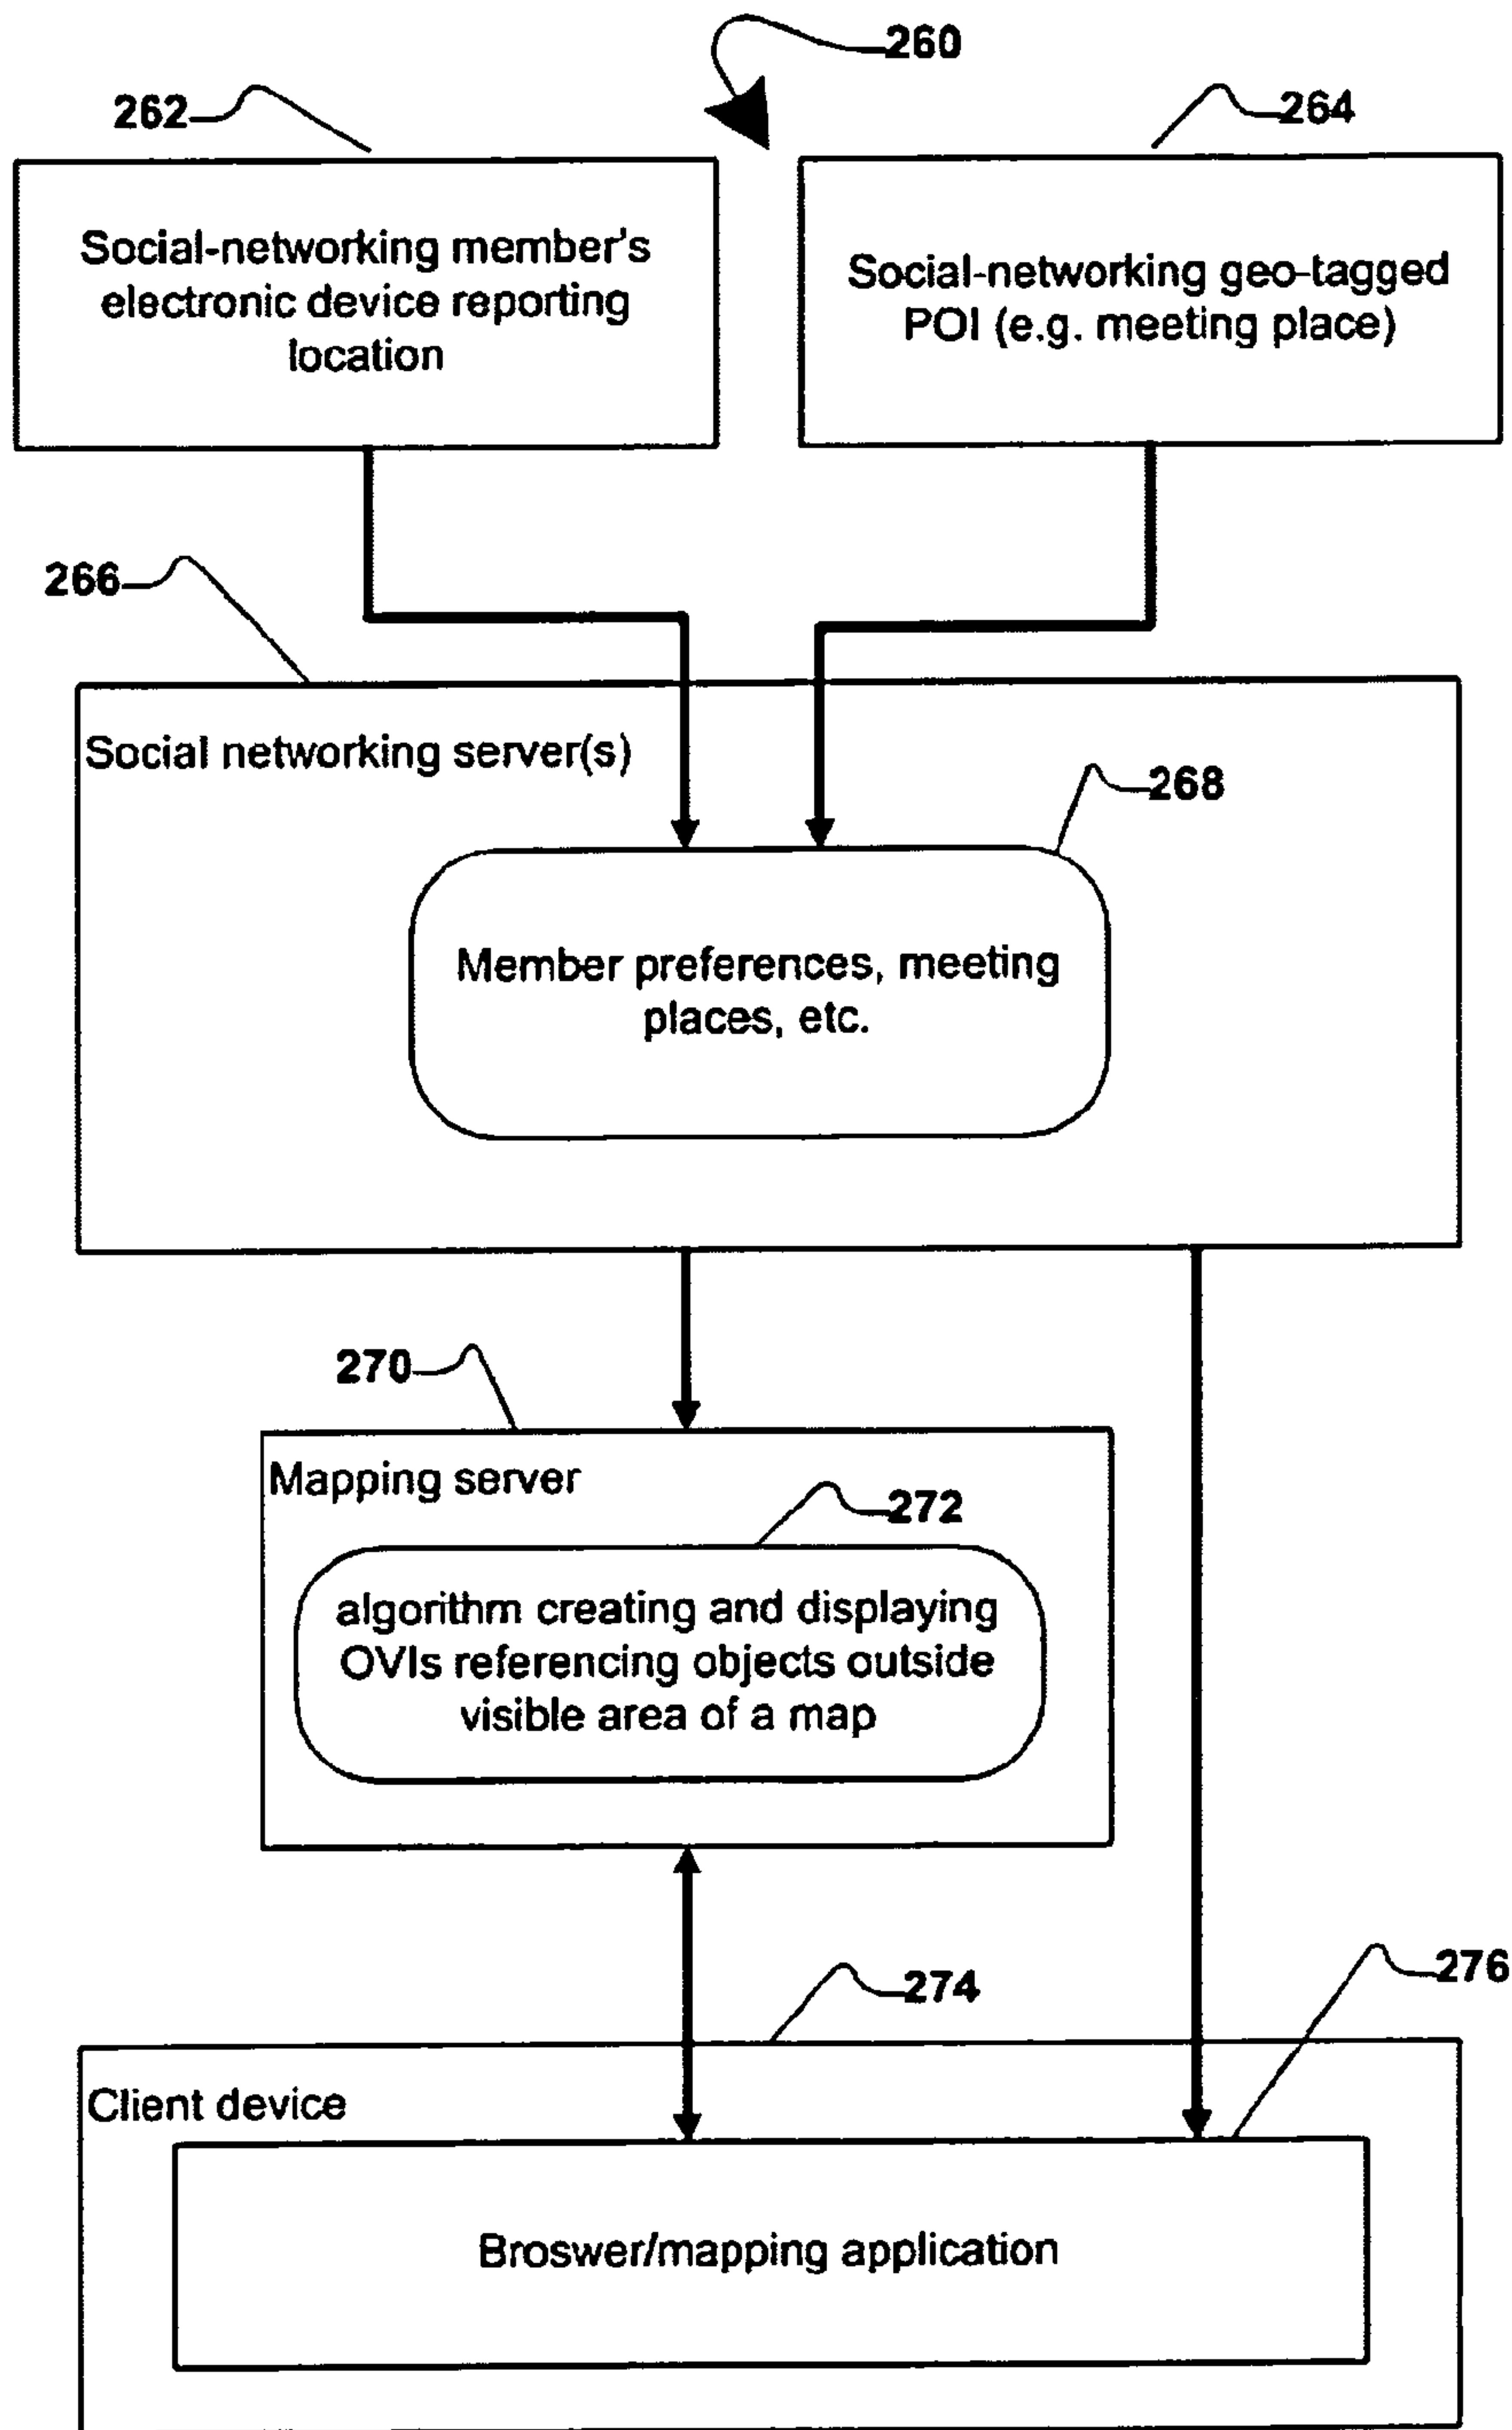 260
262
264
Social-networking member's
electronic device reporting
location
Social-networking geo-tagged
POI (e.g. meeting place)
266
Social networking server(s)
268
Member preferences, meeting
places, etc.
270
Mapping server
272
algorithm creating and displaying
OVIs referencing objects outside
visible area of a map
274
276
Client device
Broswer/mapping application